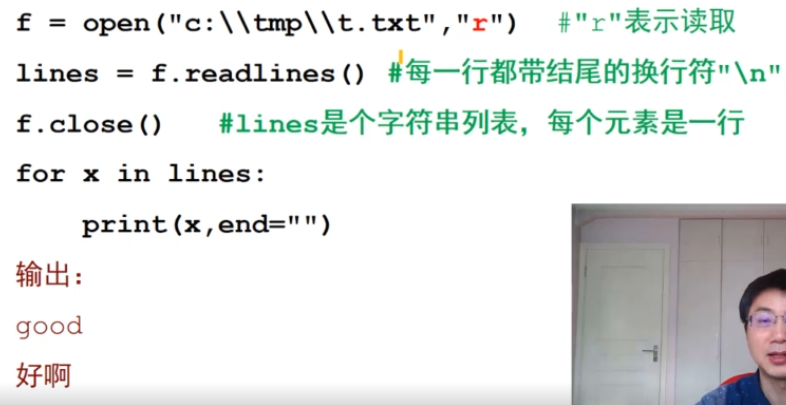 f = open("c:\\tmp\\t.txt","r") #"r"表示读取
lines = f.readlines() #每一行都带结尾的换行符"\n"
f.close() #lines是个字符串列表，每个元素是一行
for x in lines:
    print(x,end="")
输出：
good
好啊